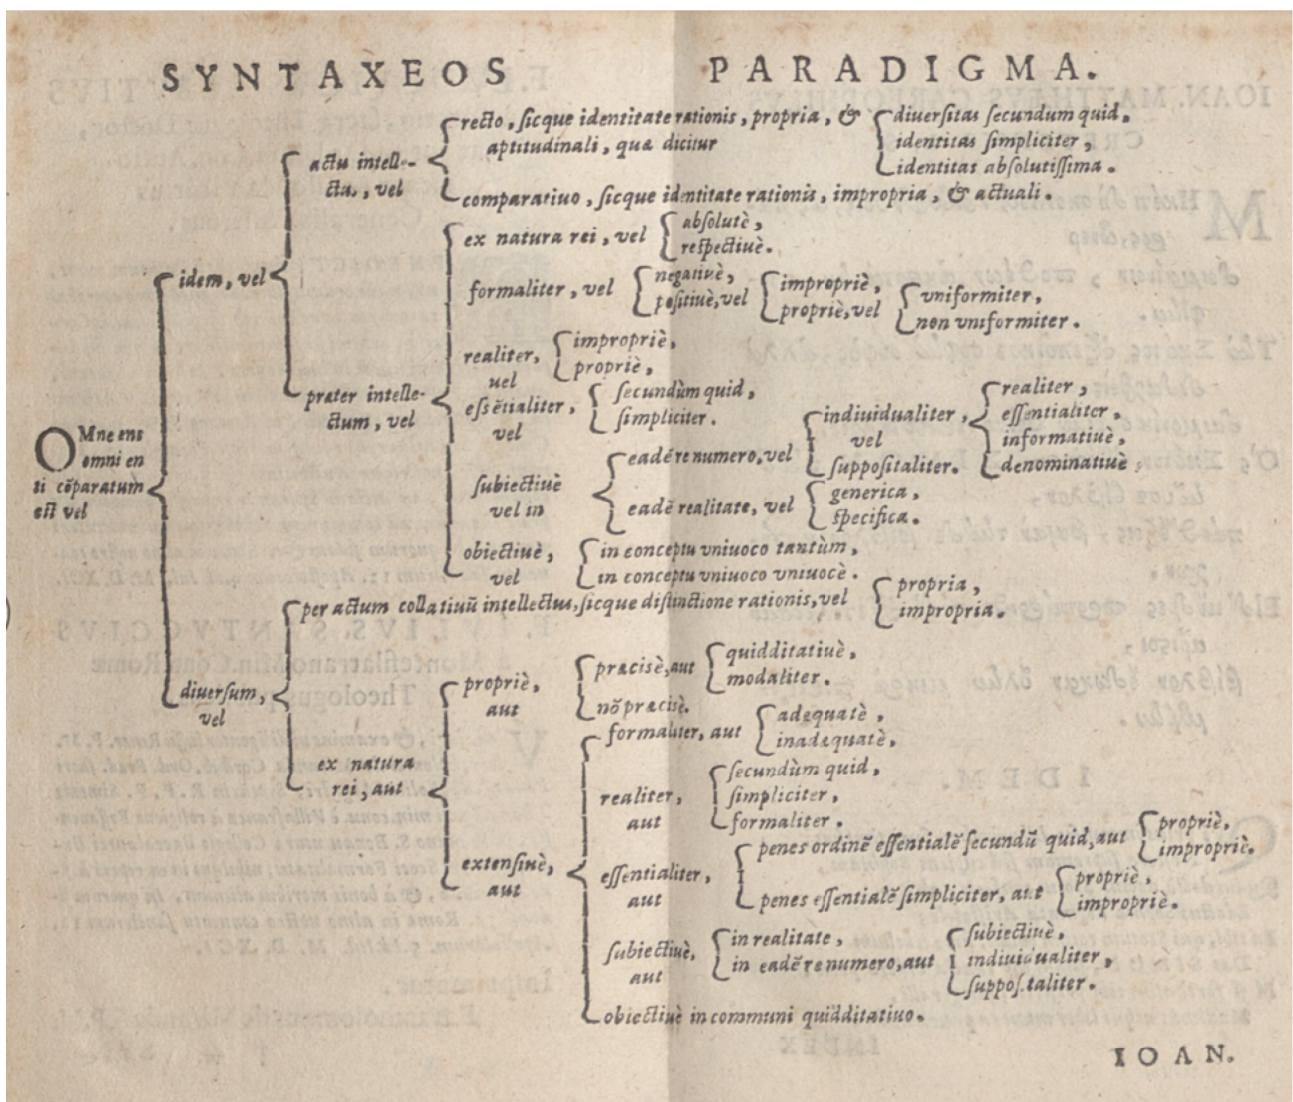 SYNTAXEOS PARADIGMA.
recto, sicque identitate rationis, propria, & aptitudinali, quæ dicitur
diuersitas secundum quid,
identitas simpliciter,
identitas absolutissima.
actu intelle-
ctus, vel
comparatiuo, sicque identitate rationis, impropria, & actuali.
ex natura rei, vel
absolutè,
respectiuè.
idem, vel
formaliter, vel
negatiuè,
positiuè, vel
impropriè,
propriè, vel
vniformiter,
non vniformiter.
realiter,
uel
impropriè,
propriè,
præter intelle-
ctum, vel
essẽtialiter,
vel
secundùm quid,
simpliciter.
OMne ens
omni en
ti cõparatum
est vel
subiectiuè
vel in
eadẽ re numero, vel
indiuidualiter,
vel
suppositaliter.
realiter,
essentialiter,
informatiuè,
denominatiuè,
eadẽ realitate, vel
generica,
specifica.
obiectiuè,
vel
in conceptu vniuoco tantùm,
in conceptu vniuoco vniuocè.
per actum collatiuũ intellectus, sicque distinctione rationis, vel
propria,
impropria.
diuersum,
vel
propriè,
aut
præcisè, aut
quidditatiuè,
modaliter.
nõ præcisè.
ex natura
rei, aut
formaliter, aut
adequatè,
inadequatè,
realiter,
aut
secundùm quid,
simpliciter,
formaliter.
extensiuè,
aut
essentialiter,
aut
penes ordinẽ essentialẽ secundũ quid, aut
propriè,
impropriè.
penes essentialẽ simpliciter, aut
propriè,
impropriè.
subiectiuè,
aut
in realitate,
in eadẽ re numero, aut
subiectiuè,
indiuidualiter,
suppositaliter.
obiectiuè in communi quidditatiuo.
IOAN.